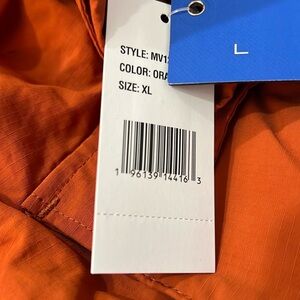 STYLE: MV1
COLOR: ORA
SIZE: XL
L
1 96139 14416 3